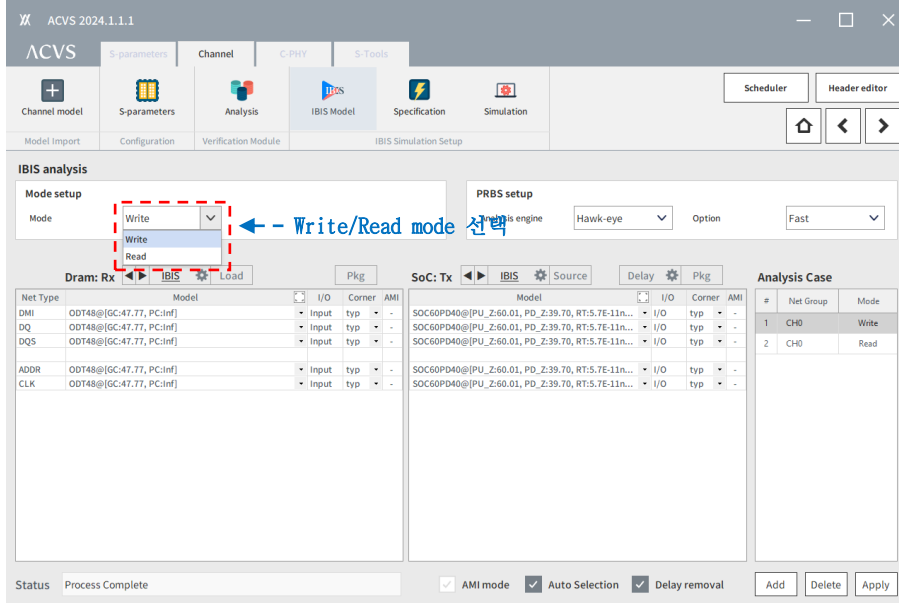 ACVS 2024.1.1.1
ACVS S-parameters Channel C-PHY S-Tools
Channel model S-parameters Analysis IBIS Model Specification Simulation
Scheduler Header editor
Model Import Configuration Verification Module IBIS Simulation Setup
IBIS analysis
Mode setup
Mode Write
Write
Read
Write/Read mode 선택
PRBS setup
Analysis engine Hawk-eye Option Fast
Dram: Rx IBIS Load Pkg
Net Type Model I/O Corner AMI
DMI ODT48@[GC:47.77, PC:Inf] Input typ -
DQ ODT48@[GC:47.77, PC:Inf] Input typ -
DQS ODT48@[GC:47.77, PC:Inf] Input typ -
ADDR ODT48@[GC:47.77, PC:Inf] Input typ -
CLK ODT48@[GC:47.77, PC:Inf] Input typ -
SoC: Tx IBIS Source Delay Pkg
Model I/O Corner AMI
SOC60PD40@[PU_Z:60.01, PD_Z:39.70, RT:5.7E-11n... I/O typ -
SOC60PD40@[PU_Z:60.01, PD_Z:39.70, RT:5.7E-11n... I/O typ -
SOC60PD40@[PU_Z:60.01, PD_Z:39.70, RT:5.7E-11n... I/O typ -
SOC60PD40@[PU_Z:60.01, PD_Z:39.70, RT:5.7E-11n... I/O typ -
SOC60PD40@[PU_Z:60.01, PD_Z:39.70, RT:5.7E-11n... I/O typ -
Analysis Case
# Net Group Mode
1 CH0 Write
2 CH0 Read
Status Process Complete
AMI mode Auto Selection Delay removal
Add Delete Apply